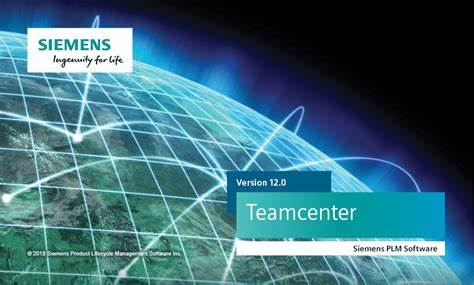 SIEMENS
Ingenuity for life
Version 12.0
Teamcenter
Siemens PLM Software
© 2018 Siemens Product Lifecycle Management Software Inc.